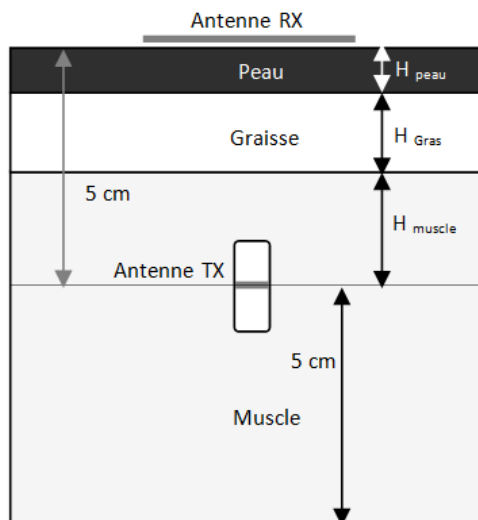 Antenne RX
Peau
H peau
Graisse
H Gras
5 cm
H muscle
Antenne TX
5 cm
Muscle